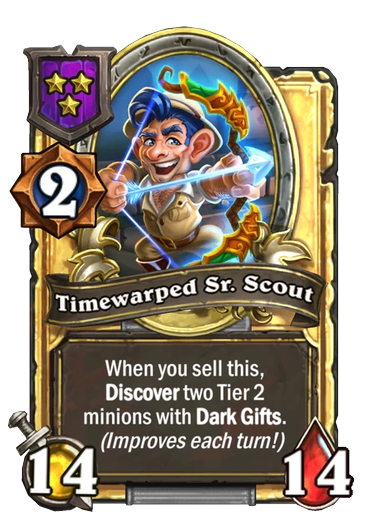 2
Timewarped Sr. Scout
When you sell this,
Discover two Tier 2
minions with Dark Gifts.
(Improves each turn!)
14
14